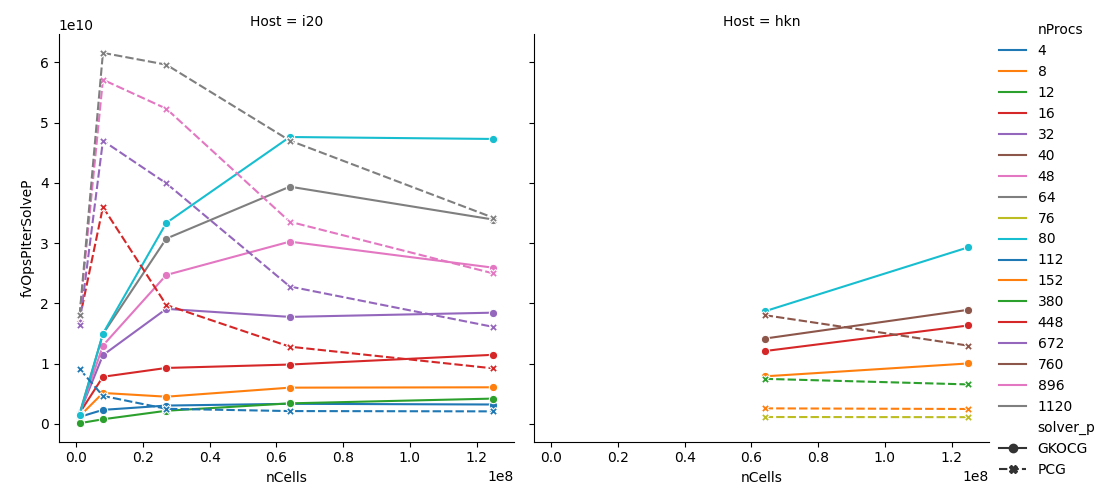 Host = i20
Host = hkn
1e10
fvOpsPIterSolveP
6
5
4
3
2
1
0
0.0 0.2 0.4 0.6 0.8 1.0 1.2
1e8
nCells
0.0 0.2 0.4 0.6 0.8 1.0 1.2
1e8
nCells
nProcs
4
8
12
16
32
40
48
64
76
80
112
152
380
448
672
760
896
1120
solver_p
GKOCG
PCG